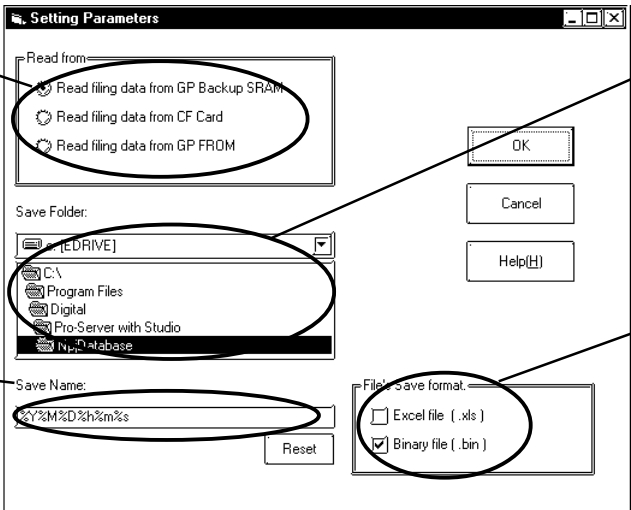 Setting Parameters
Read from
Read filing data from GP Backup SRAM
Read filing data from CF Card
Read filing data from GP FROM
OK
Save Folder:
Cancel
[EDRIVE]
C:\
Help(H)
Program Files
Digital
Pro-Server with Studio
NpjDatabase
Save Name:
File's Save format.
%Y%M%D%h%m%s
Excel file ( .xls )
Binary file ( .bin )
Reset